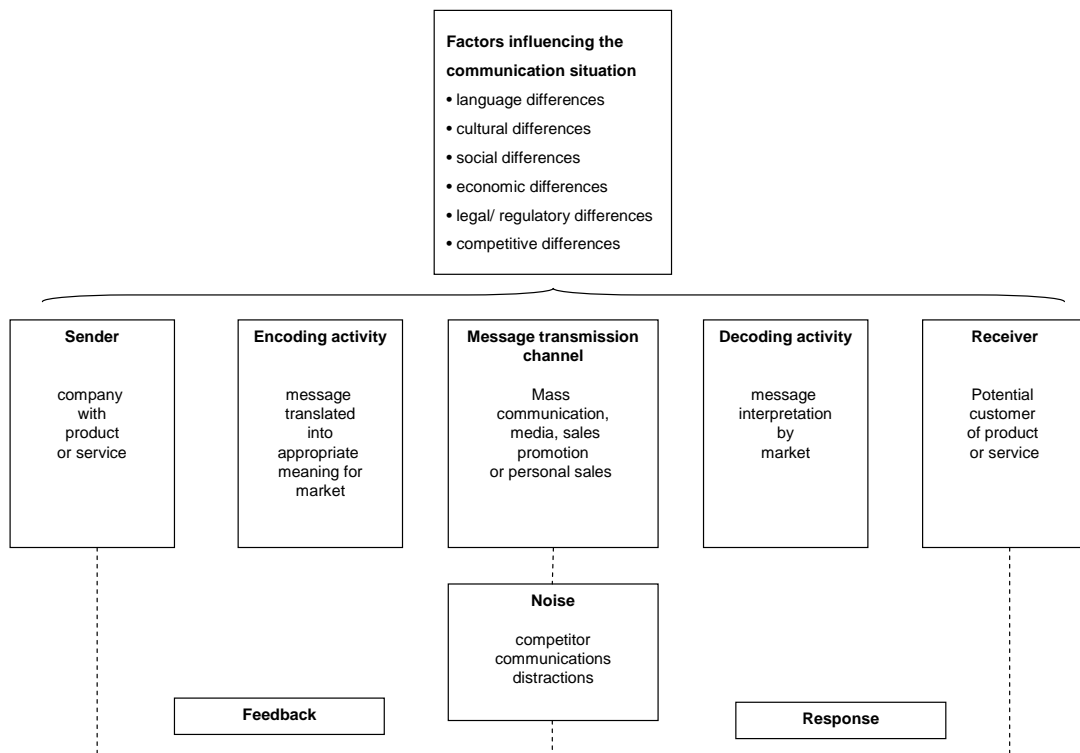 Factors influencing the
communication situation
• language differences
• cultural differences
• social differences
• economic differences
• legal/ regulatory differences
• competitive differences
Sender
company
with
product
or service
Encoding activity
message
translated
into
appropriate
meaning for
market
Message transmission
channel
Mass
communication,
media, sales
promotion
or personal sales
Decoding activity
message
interpretation
by
market
Receiver
Potential
customer
of product
or service
Noise
competitor
communications
distractions
Feedback
Response